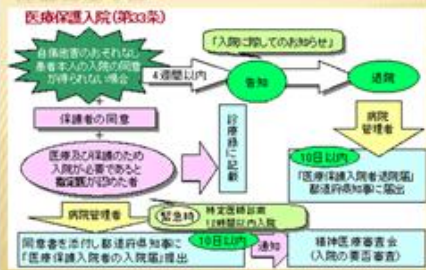 医療保護入院(第33条)
自傷他害のおそれなし
患者本人の入院の同意
が得られない場合
4週間以内
「入院に際してのお知らせ」
告知
退院
+
保護者の同意
+
医療及び保護のため
入院が必要であると
指定医が認めた者
診療録に記載
病院
管理者
10日以内
「医療保護入院者退院届」
都道府県知事に届出
病院管理者
緊急時
特定医師診察
12時間以内入院
同意書を添付し都道府県知事に
「医療保護入院者の入院届」提出
10日以内
通知
精神医療審査会
(入院の要否審査)